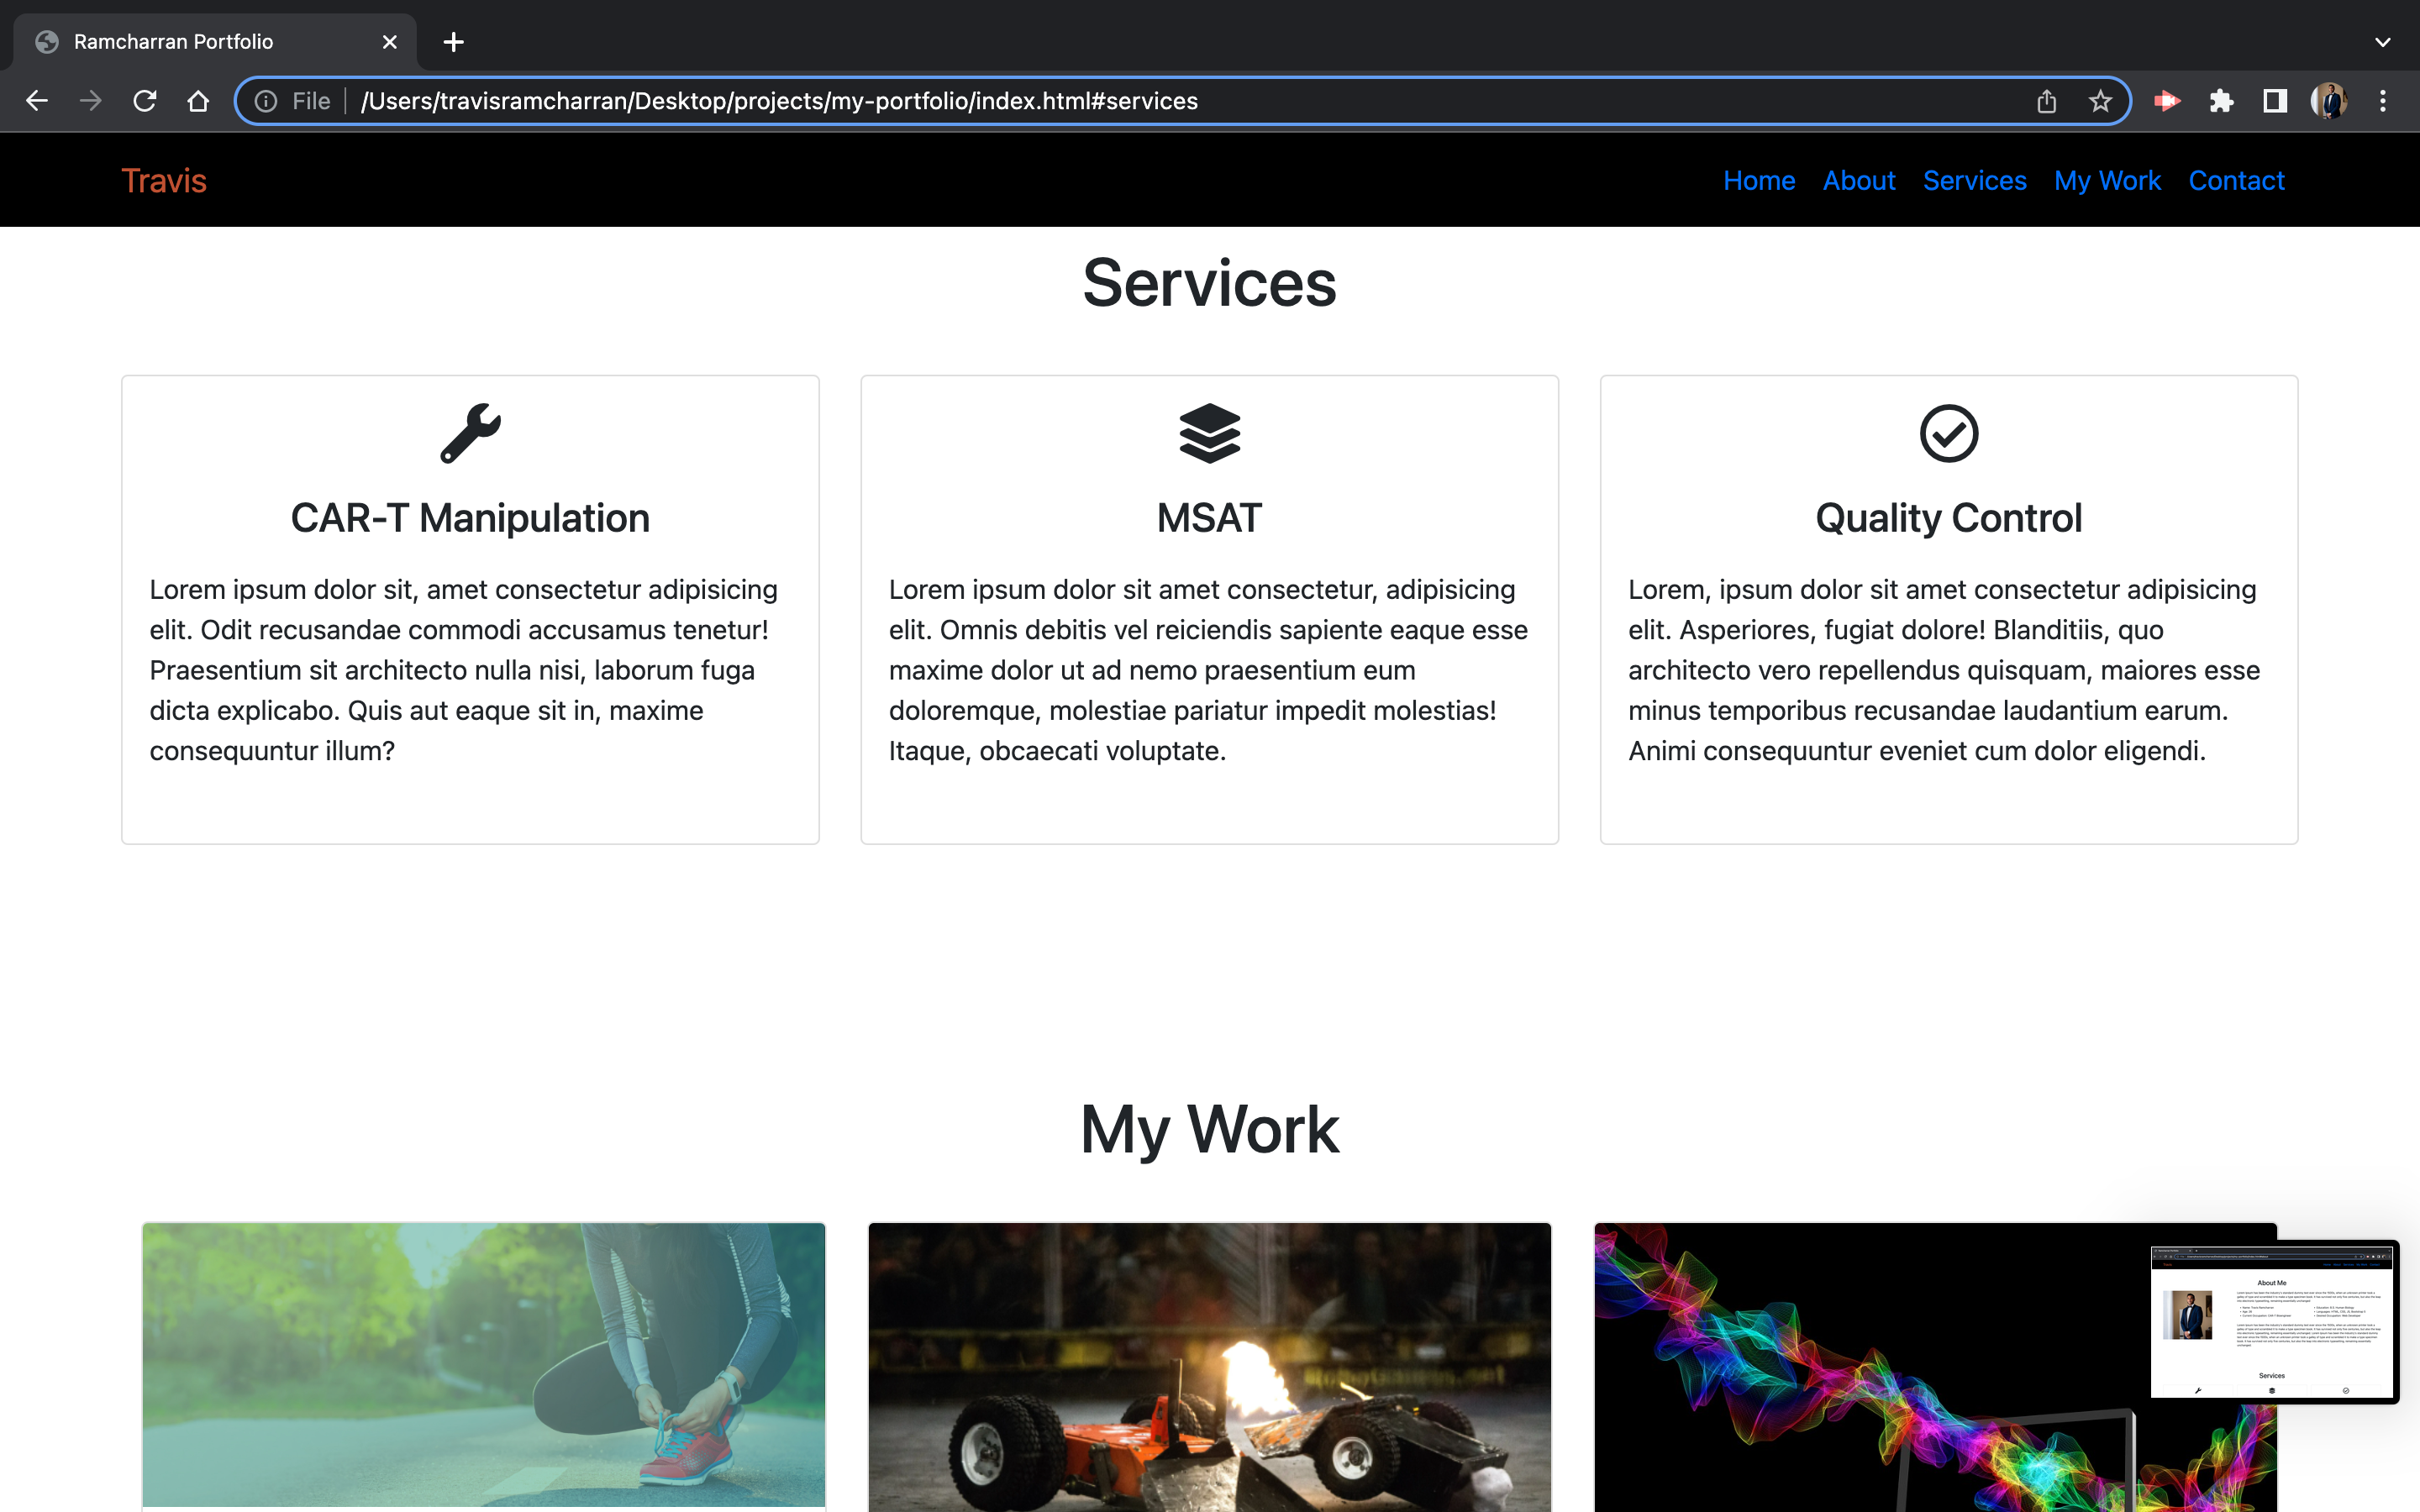 Ramcharran Portfolio
File /Users/travisramcharran/Desktop/projects/my-portfolio/index.html#services
Travis
Home About Services My Work Contact
Services
CAR-T Manipulation
Lorem ipsum dolor sit, amet consectetur adipisicing
elit. Odit recusandae commodi accusamus tenetur!
Praesentium sit architecto nulla nisi, laborum fuga
dicta explicabo. Quis aut eaque sit in, maxime
consequuntur illum?
MSAT
Lorem ipsum dolor sit amet consectetur, adipisicing
elit. Omnis debitis vel reiciendis sapiente eaque esse
maxime dolor ut ad nemo praesentium eum
doloremque, molestiae pariatur impedit molestias!
Itaque, obcaecati voluptate.
Quality Control
Lorem, ipsum dolor sit amet consectetur adipisicing
elit. Asperiores, fugiat dolore! Blanditiis, quo
architecto vero repellendus quisquam, maiores esse
minus temporibus recusandae laudantium earum.
Animi consequuntur eveniet cum dolor eligendi.
My Work
About Me
Services